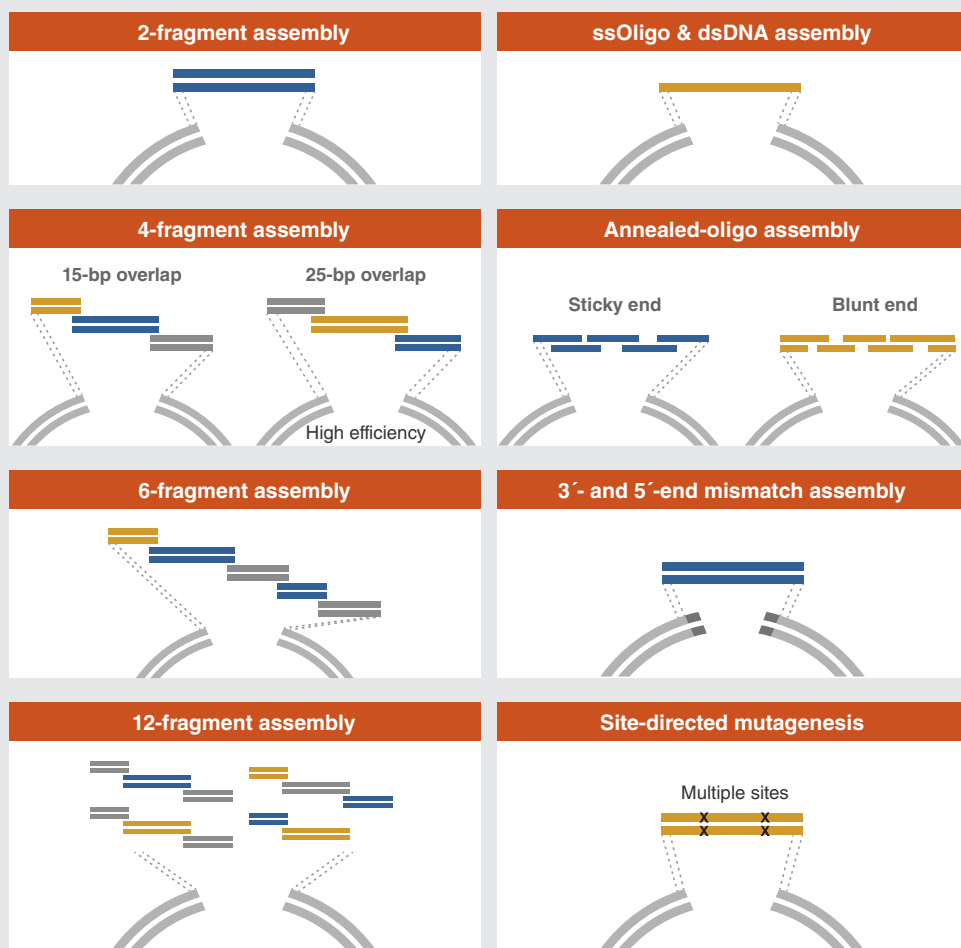 2-fragment assembly
ssOligo & dsDNA assembly
4-fragment assembly
15-bp overlap
25-bp overlap
High efficiency
Annealed-oligo assembly
Sticky end
Blunt end
6-fragment assembly
3´- and 5´-end mismatch assembly
12-fragment assembly
Site-directed mutagenesis
Multiple sites
X X
X X